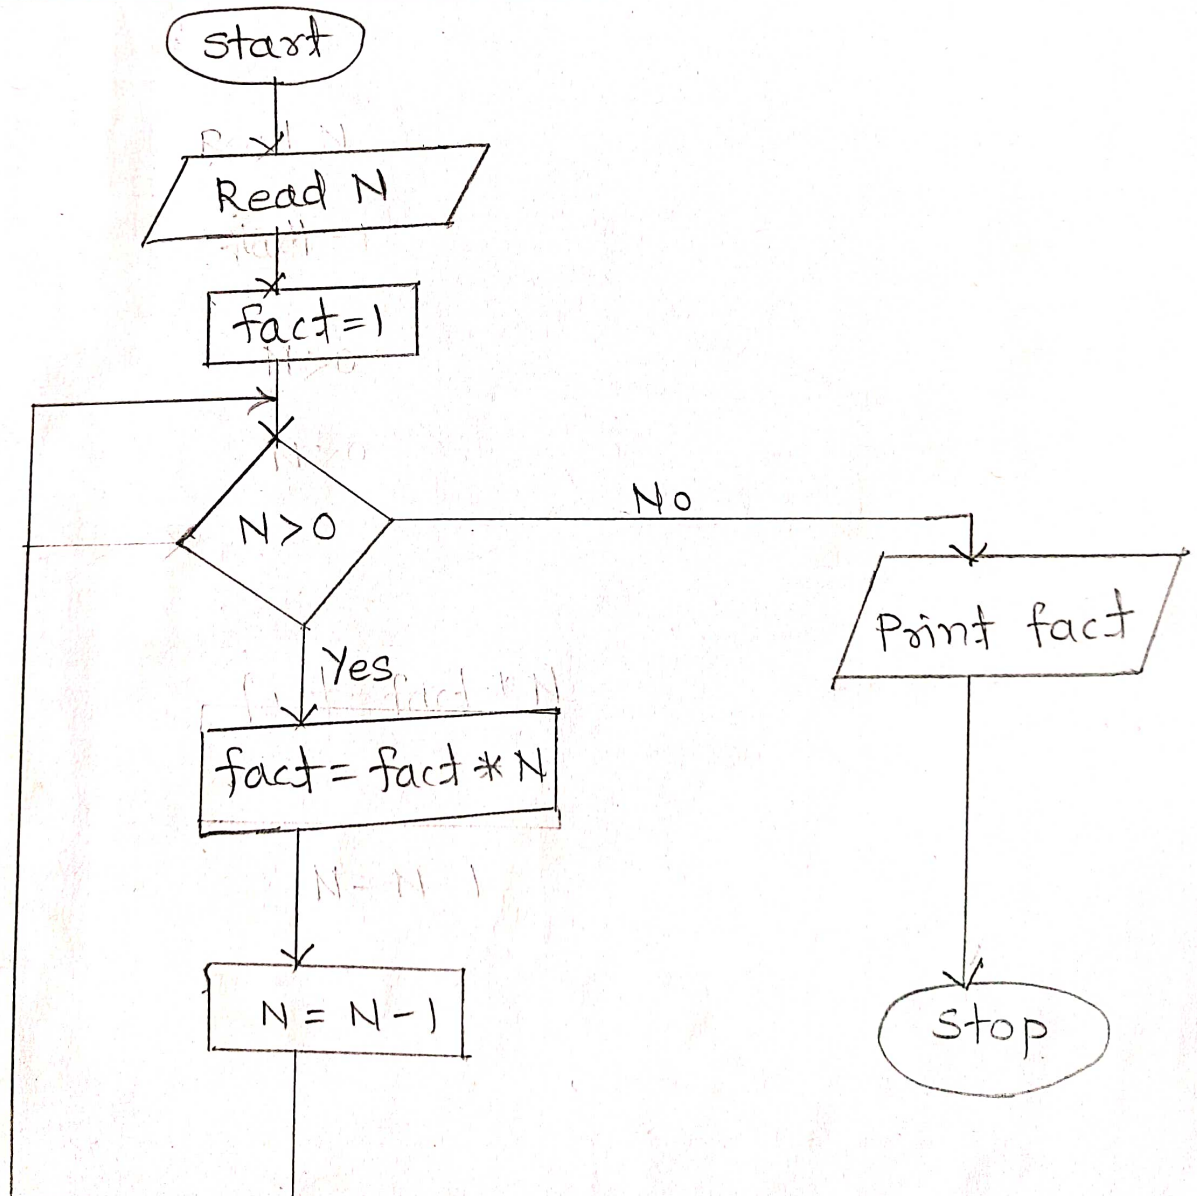 Start
Read N
fact=1
N>0
No
Yes
Print fact
fact= fact * N
N = N-1
Stop